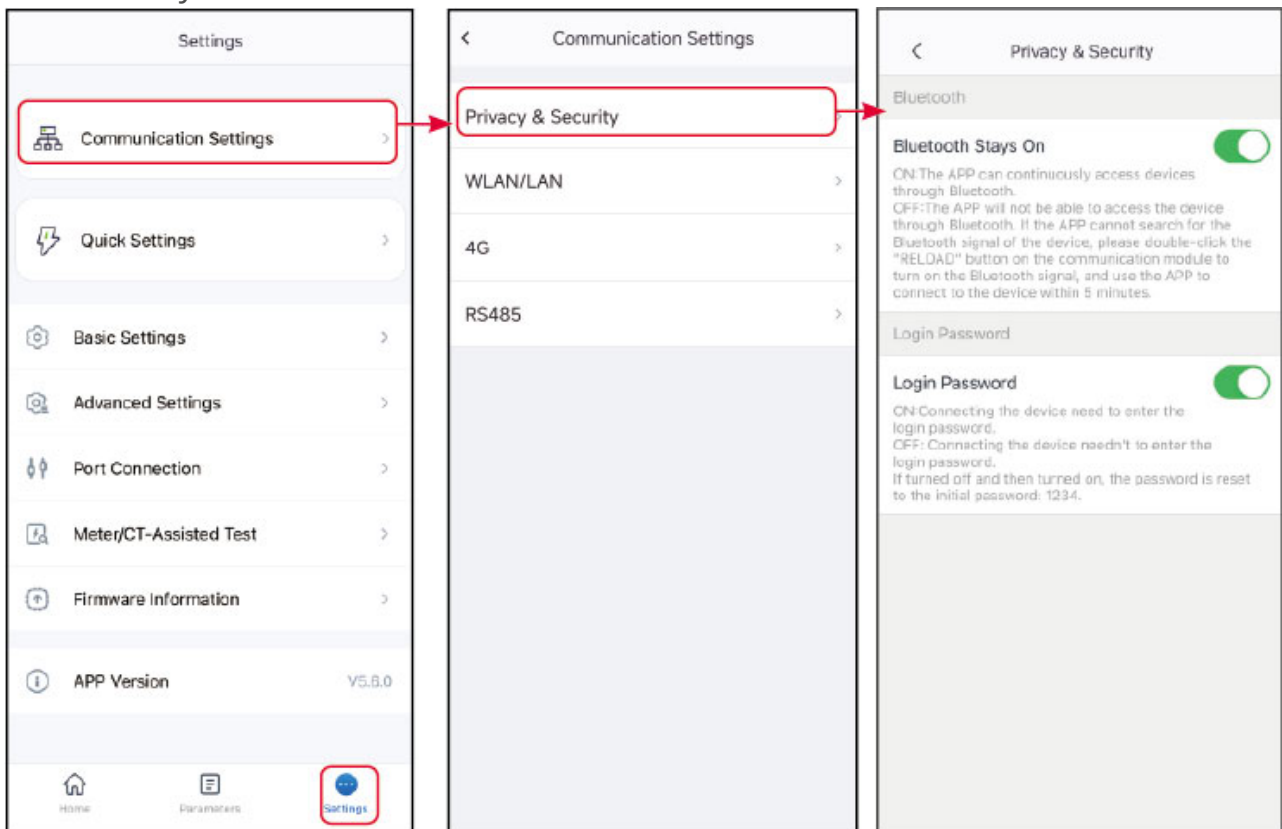 Settings
Communication Settings
Quick Settings
Basic Settings
Advanced Settings
Port Connection
Meter/CT-Assisted Test
Firmware Information
APP Version
Home
Parameters
Settings
Communication Settings
Privacy & Security
WLAN/LAN
4G
RS485
Privacy & Security
Bluetooth
Bluetooth Stays On
ON:The APP can continuously access devices
through Bluetooth.
OFF:The APP will not be able to access the device
through Bluetooth. If the APP cannot search for the
Bluetooth signal of the device, please double-click the
"RELOAD" button on the communication module to
turn on the Bluetooth signal, and use the APP to
connect to the device within 5 minutes.
Login Password
Login Password
ON:Connecting the device need to enter the
login password.
OFF: Connecting the device needn't to enter the
login password.
If turned off and then turned on, the password is reset
to the initial password: 1234.